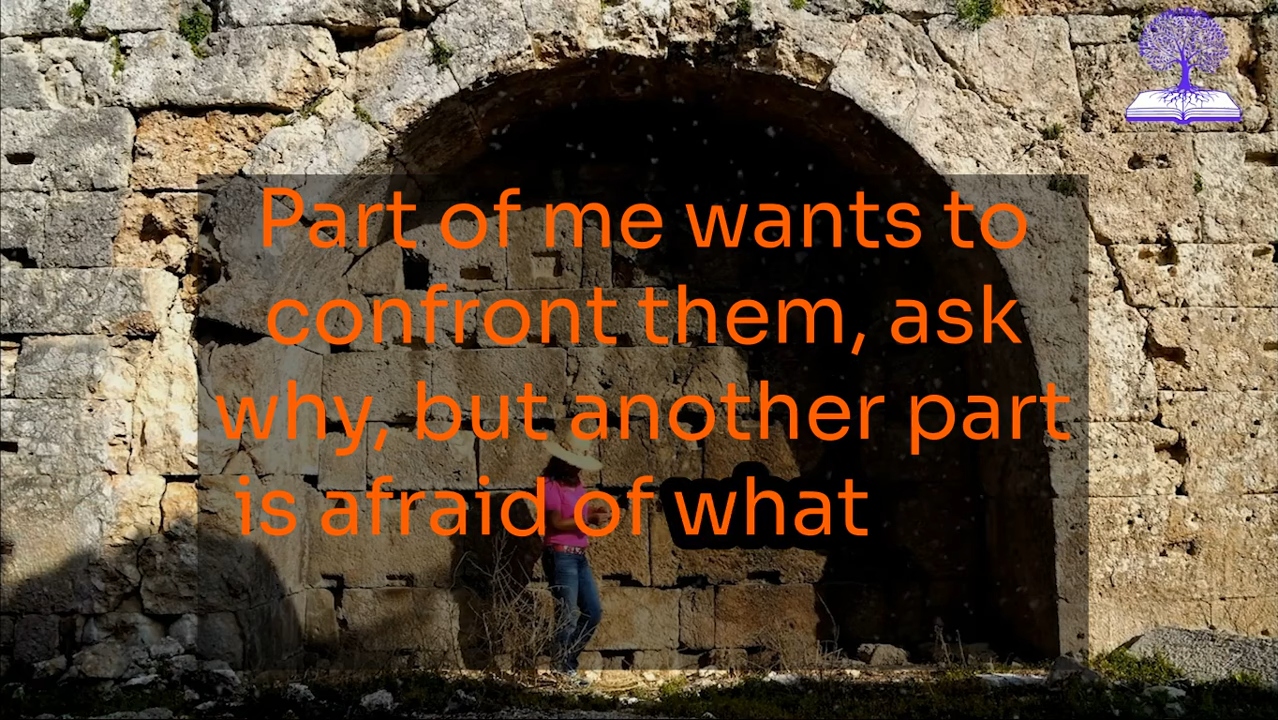 Part of me wants to
confront them, ask
why, but another part
is afraid of what